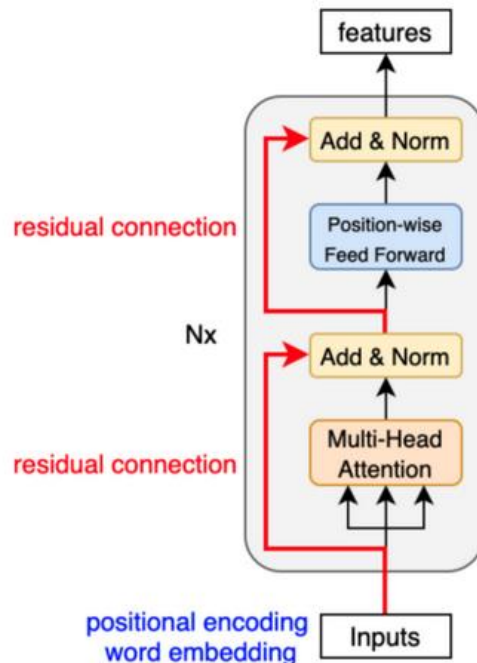 features
Add & Norm
residual connection
Position-wise
Feed Forward
Nx
Add & Norm
residual connection
Multi-Head
Attention
positional encoding
word embedding
Inputs